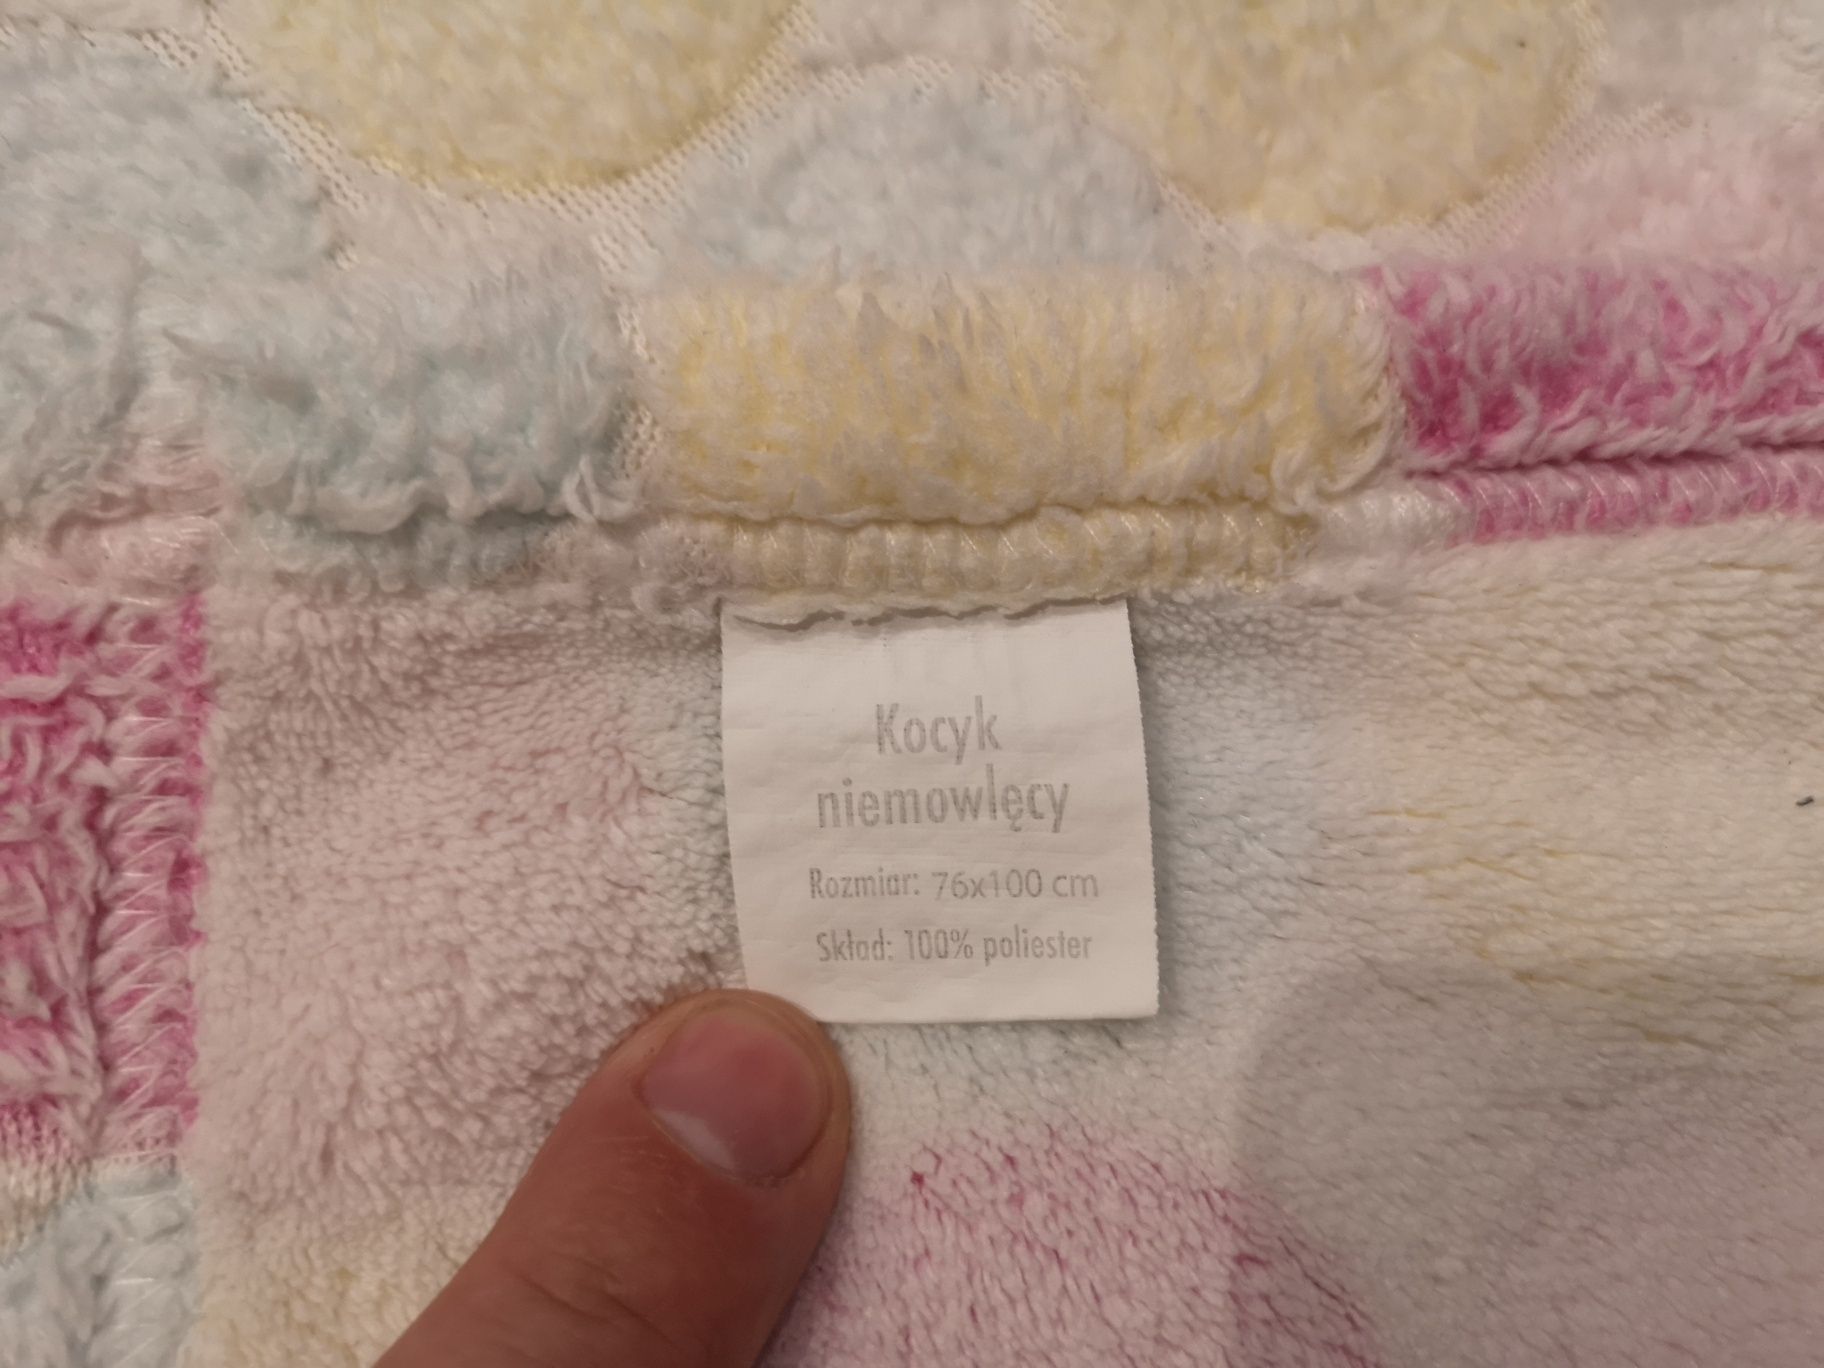 Kocyk
niemowlęcy
Rozmiar: 76x100 cm
Skład: 100% poliester